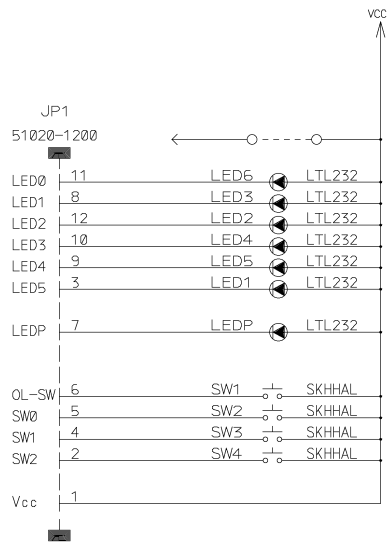 VCC
JP1
51020-1200
LED0 11 LED6 LTL232
LED1 8 LED3 LTL232
LED2 12 LED2 LTL232
LED3 10 LED4 LTL232
LED4 9 LED5 LTL232
LED5 3 LED1 LTL232
LEDP 7 LEDP LTL232
OL-SW 6 SW1 SKHHAL
SW0 5 SW2 SKHHAL
SW1 4 SW3 SKHHAL
SW2 2 SW4 SKHHAL
Vcc 1